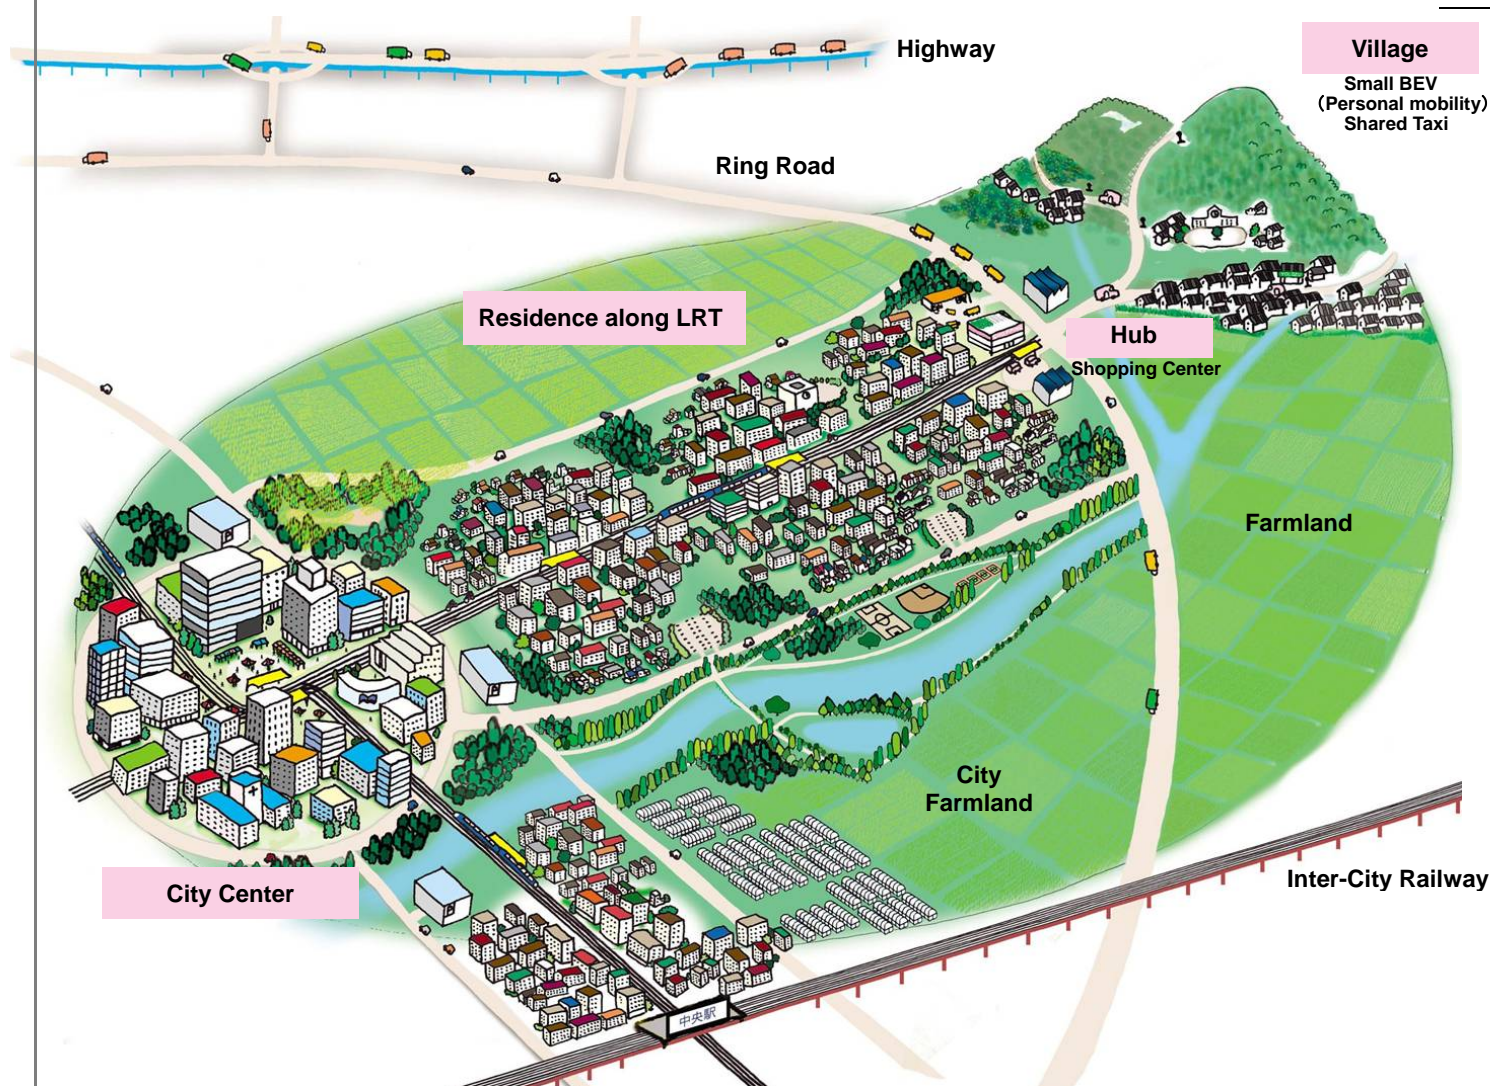 Highway
Village
Small BEV
（Personal mobility）
Shared Taxi
Ring Road
Residence along LRT
Hub
Shopping Center
Farmland
City
Farmland
Inter-City Railway
City Center
中央駅